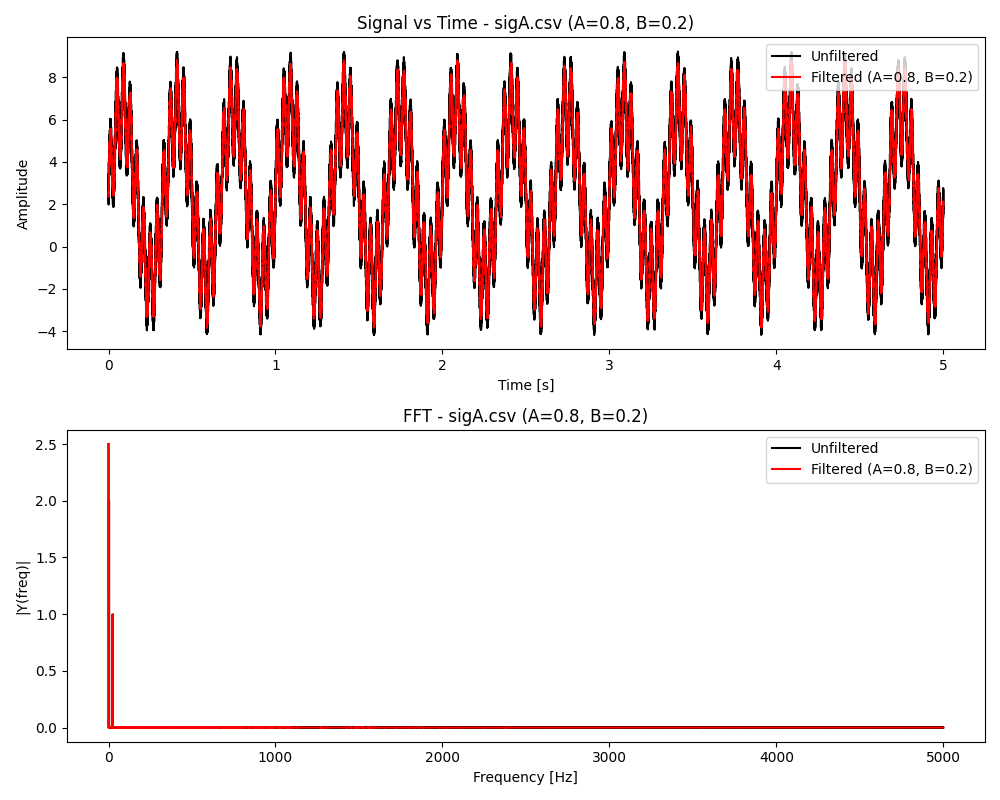 Signal vs Time - sigA.csv (A=0.8, B=0.2)
Unfiltered
Filtered (A=0.8, B=0.2)
Amplitude
8
6
4
2
0
−2
−4
0 1 2 3 4 5
Time [s]
FFT - sigA.csv (A=0.8, B=0.2)
Unfiltered
Filtered (A=0.8, B=0.2)
|Y(freq)|
2.5
2.0
1.5
1.0
0.5
0.0
0 1000 2000 3000 4000 5000
Frequency [Hz]